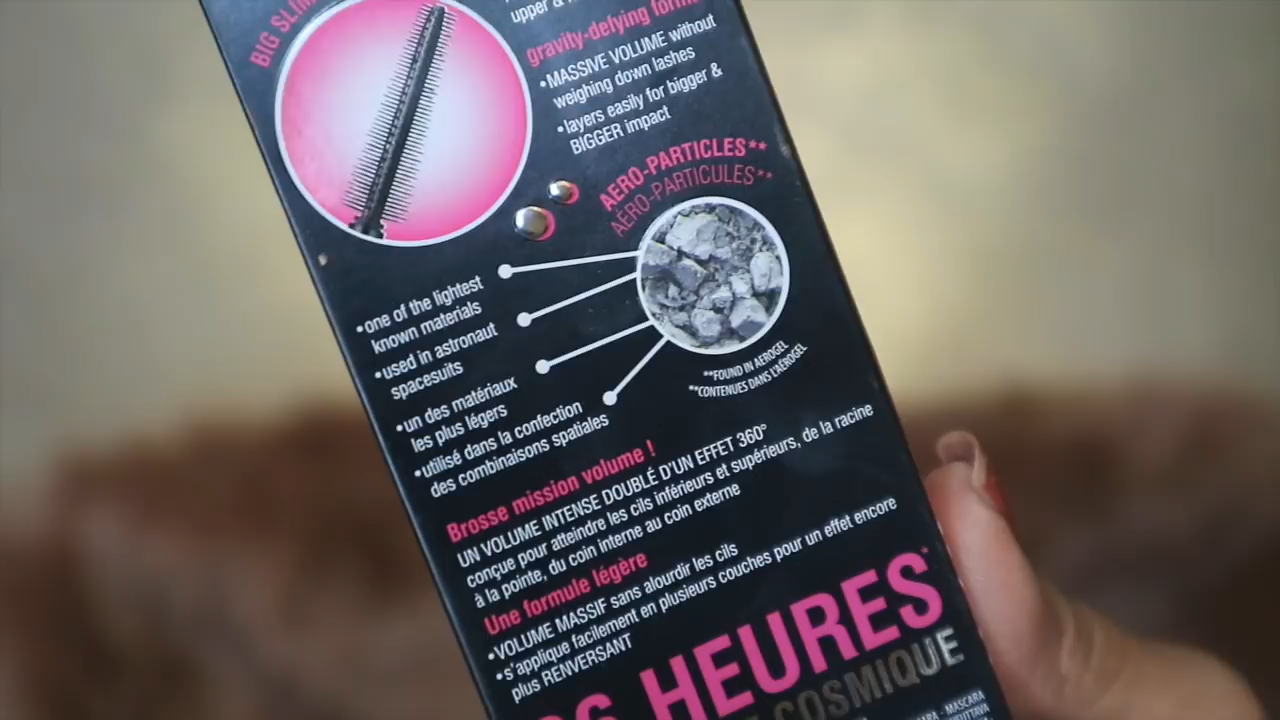 BIG SLIM
upper &
gravity-defying form
•MASSIVE VOLUME without
weighing down lashes
•layers easily for bigger &
BIGGER impact
AERO-PARTICLES**
AÉRO-PARTICULES**
•one of the lightest
known materials
•used in astronaut
spacesuits
•un des matériaux
les plus légers
•utilisé dans la confection
des combinaisons spatiales
**FOUND IN AEROGEL
**CONTENUES DANS L'AÉROGEL
Brosse mission volume !
UN VOLUME INTENSE DOUBLÉ D'UN EFFET 360°
conçue pour atteindre les cils inférieurs et supérieurs, de la racine
à la pointe, du coin interne au coin externe
Une formule légère
•VOLUME MASSIF sans alourdir les cils
•s'applique facilement en plusieurs couches pour un effet encore
plus RENVERSANT
HEURES*
COSMIQUE
MASCARA